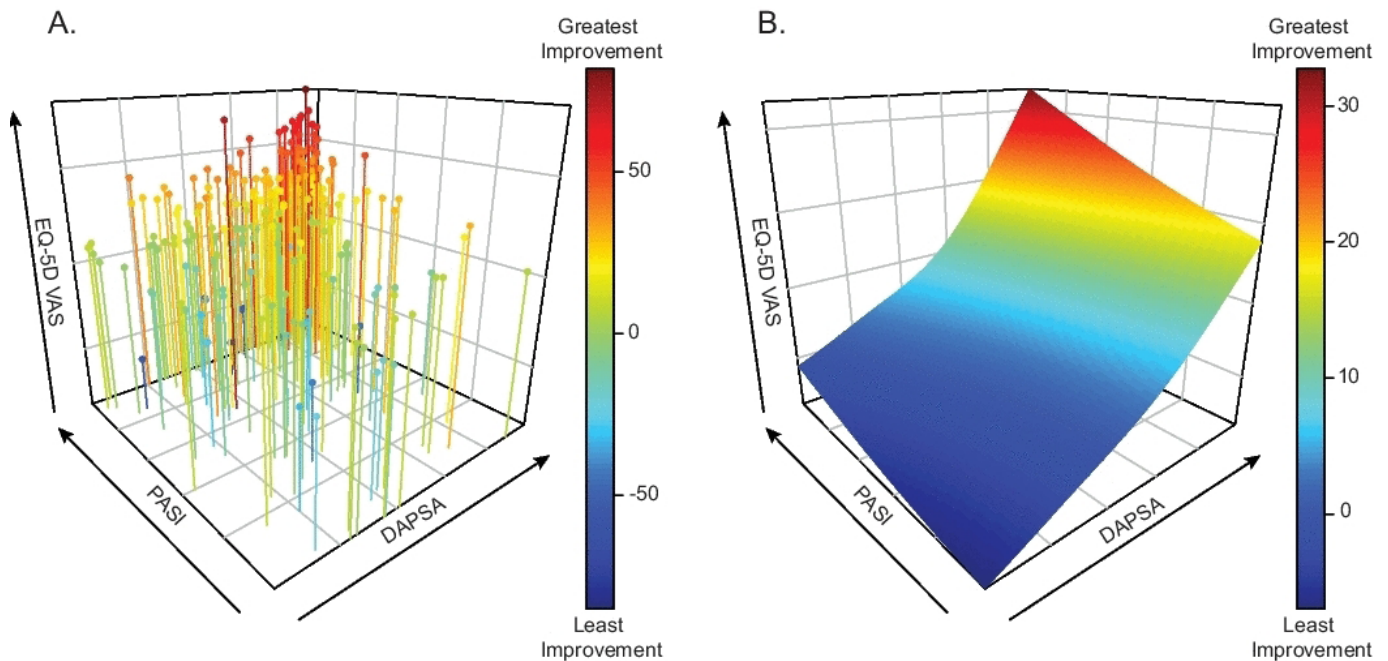 A.
Greatest
Improvement
50
0
-50
Least
Improvement
EQ-5D VAS
PASI
DAPSA
B.
Greatest
Improvement
30
20
10
0
Least
Improvement
EQ-5D VAS
PASI
DAPSA